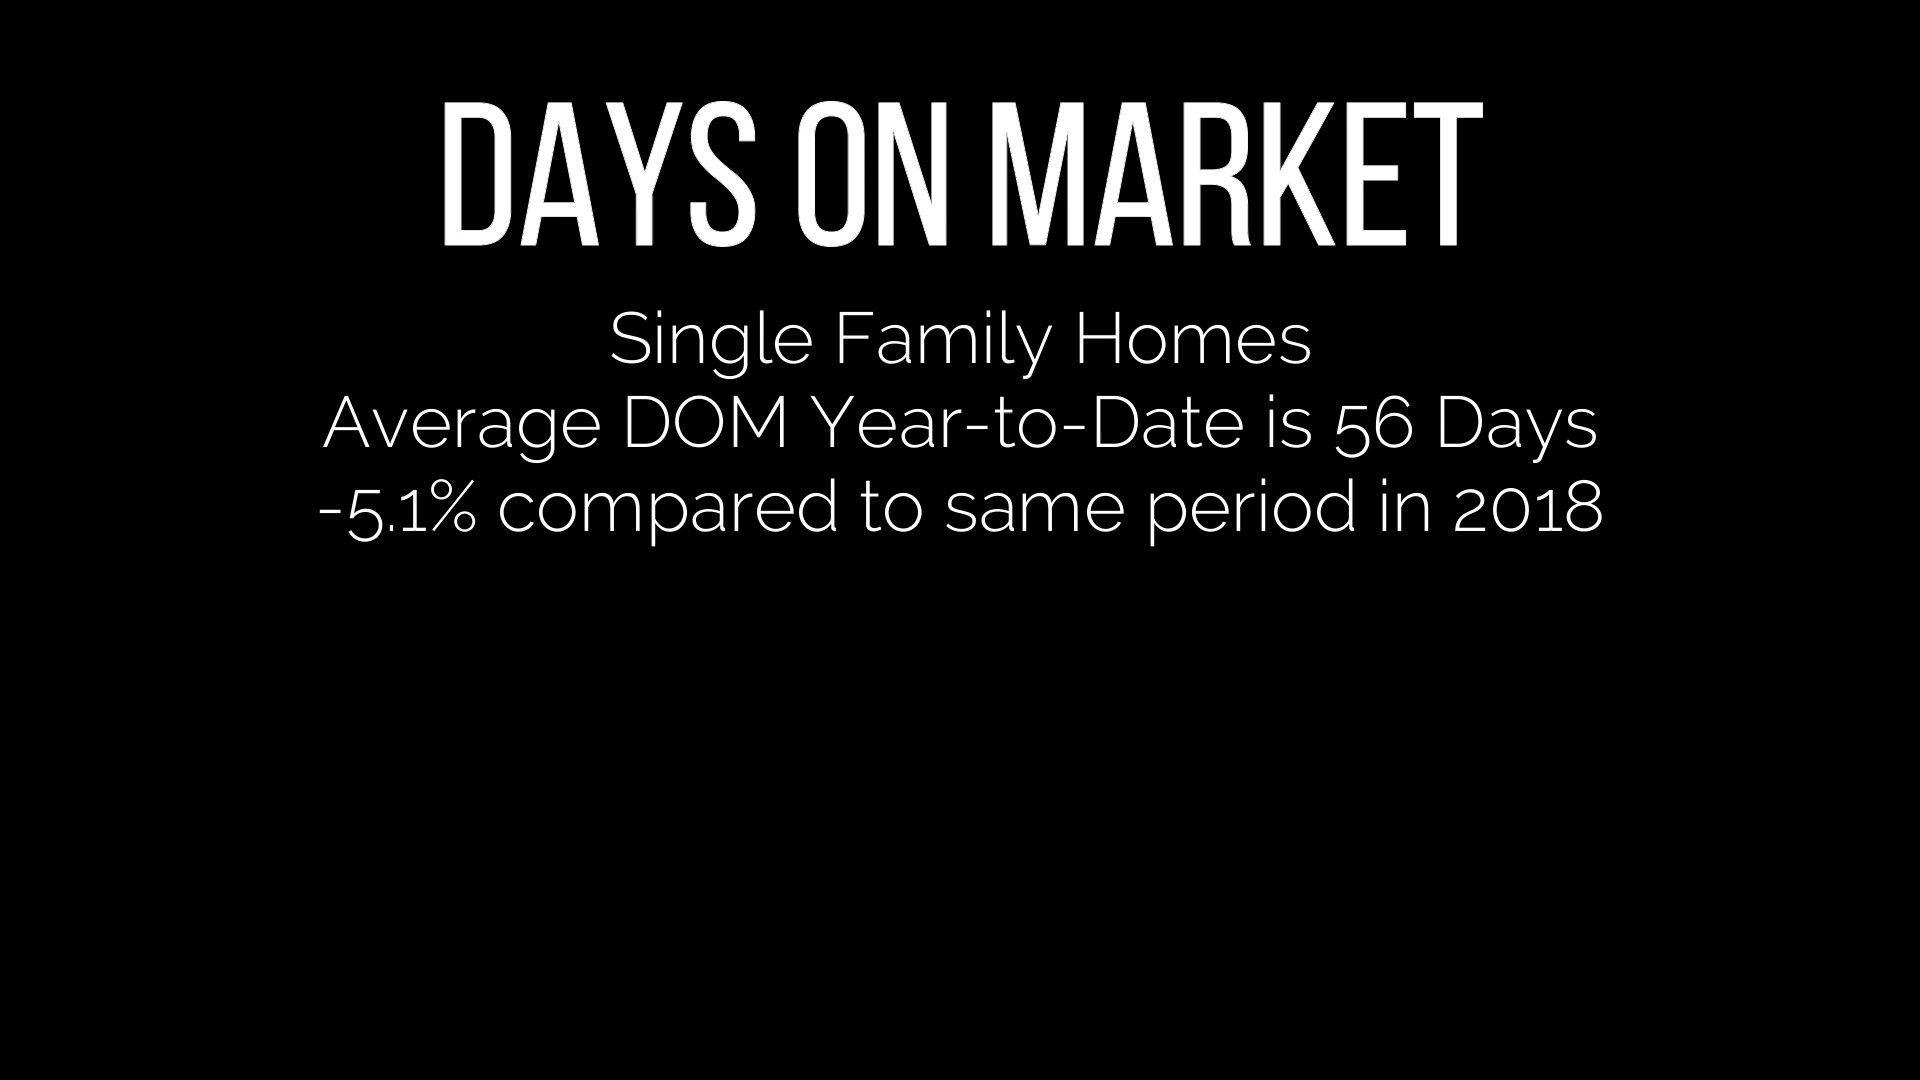 DAYS ON MARKET
Single Family Homes
Average DOM Year-to-Date is 56 Days
-5.1% compared to same period in 2018